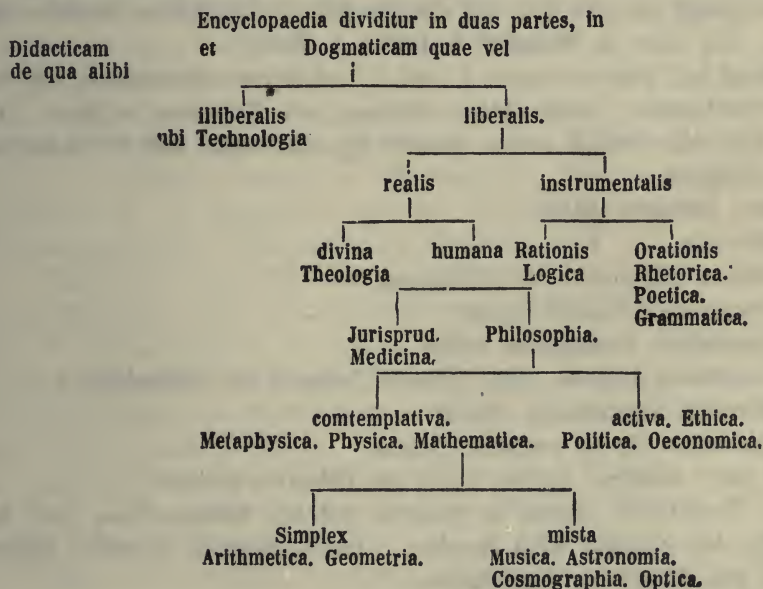 Encyclopaedia dividitur in duas partes, in
Didacticam et Dogmaticam quae vel
de qua alibi
illiberalis liberalis.
ubi Technologia
realis instrumentalis
divina humana Rationis Orationis
Theologia Logica Rhetorica.
Poetica.
Grammatica.
Jurisprud. Philosophia.
Medicina.
comtemplativa. activa. Ethica.
Metaphysica. Physica. Mathematica. Politica. Oeconomica.
Simplex mista
Arithmetica. Geometria. Musica. Astronomia.
Cosmographia. Optica.